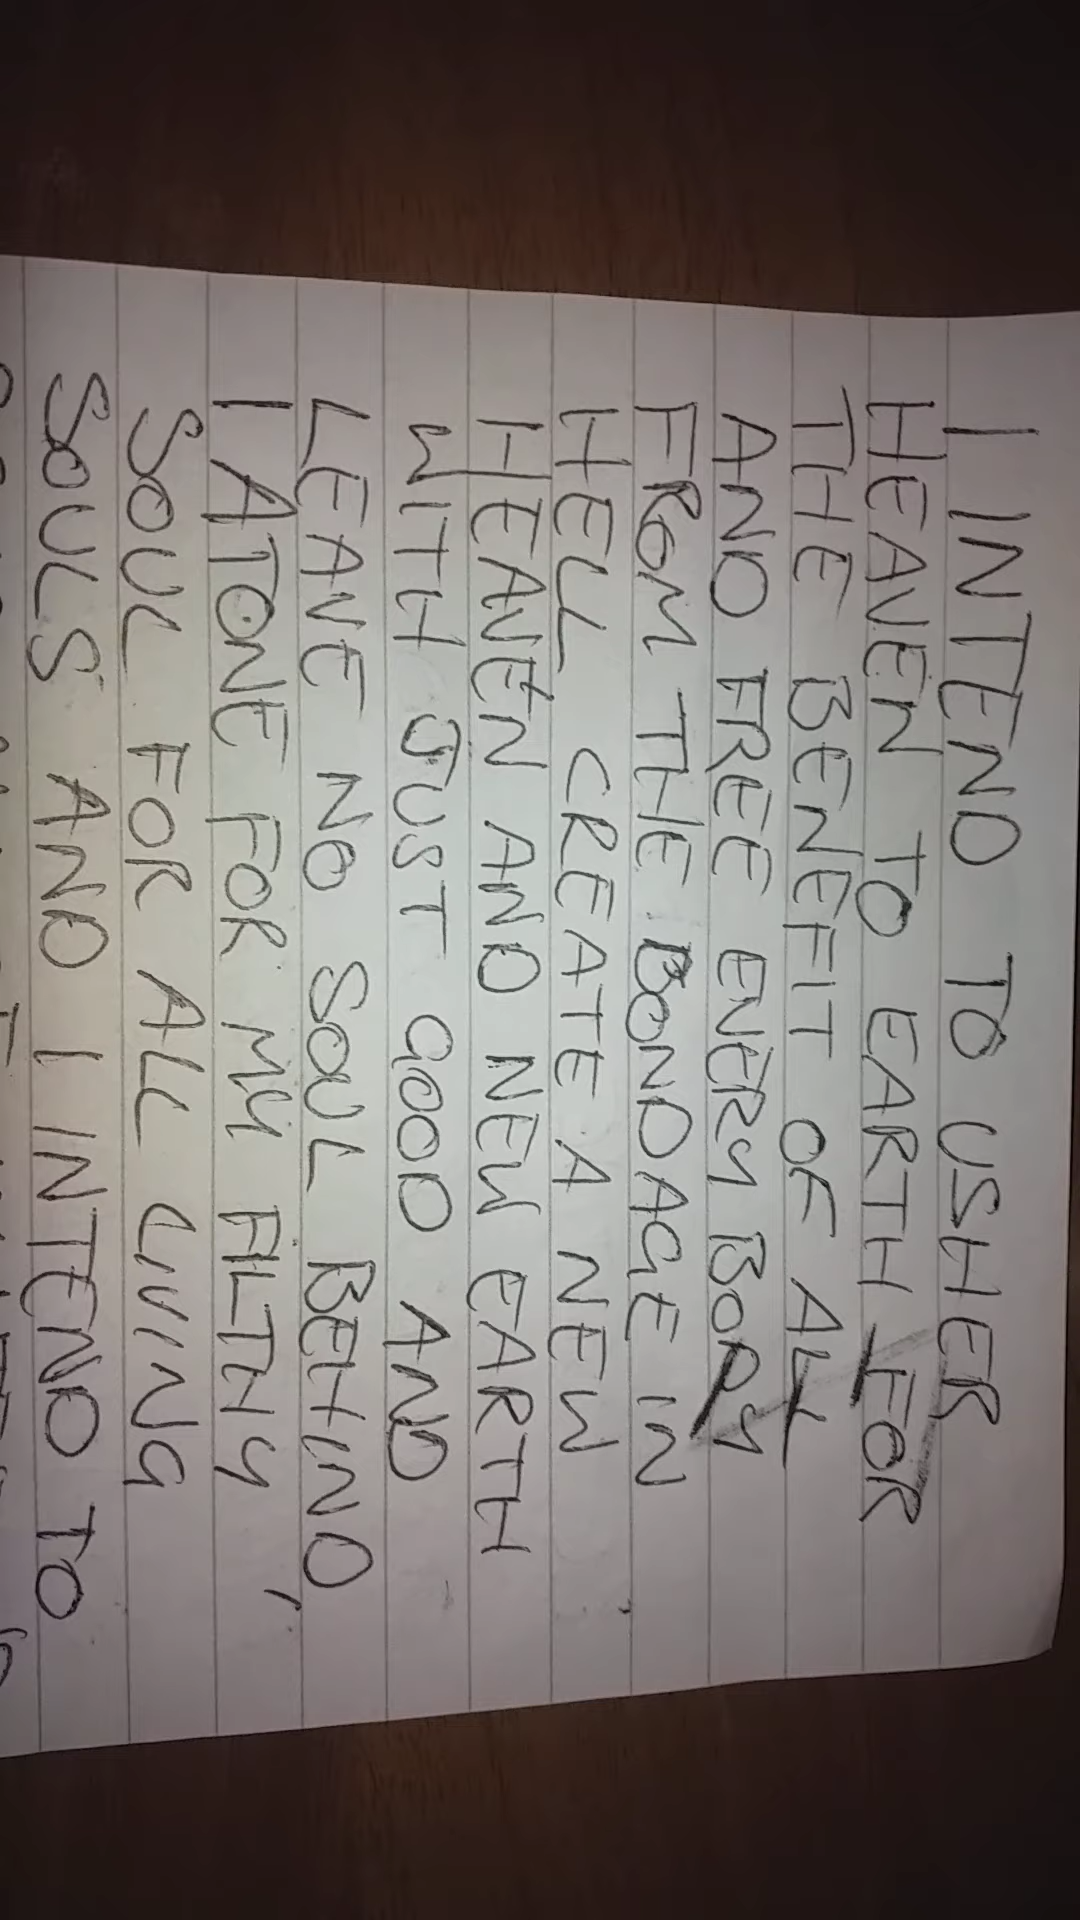 I INTEND TO USHER
HEAVEN TO EARTH FOR
THE BENEFIT OF ALL
AND FREE EVERY BODY
FROM THE BONDAGE IN
HELL CREATE A NEW
HEAVEN AND NEW EARTH
WITH JUST GOOD AND
LEAVE NO SOUL BEHIND,
I ATONE FOR MY FILTHY
SOUL FOR ALL LIVING
SOULS AND I INTEND TO